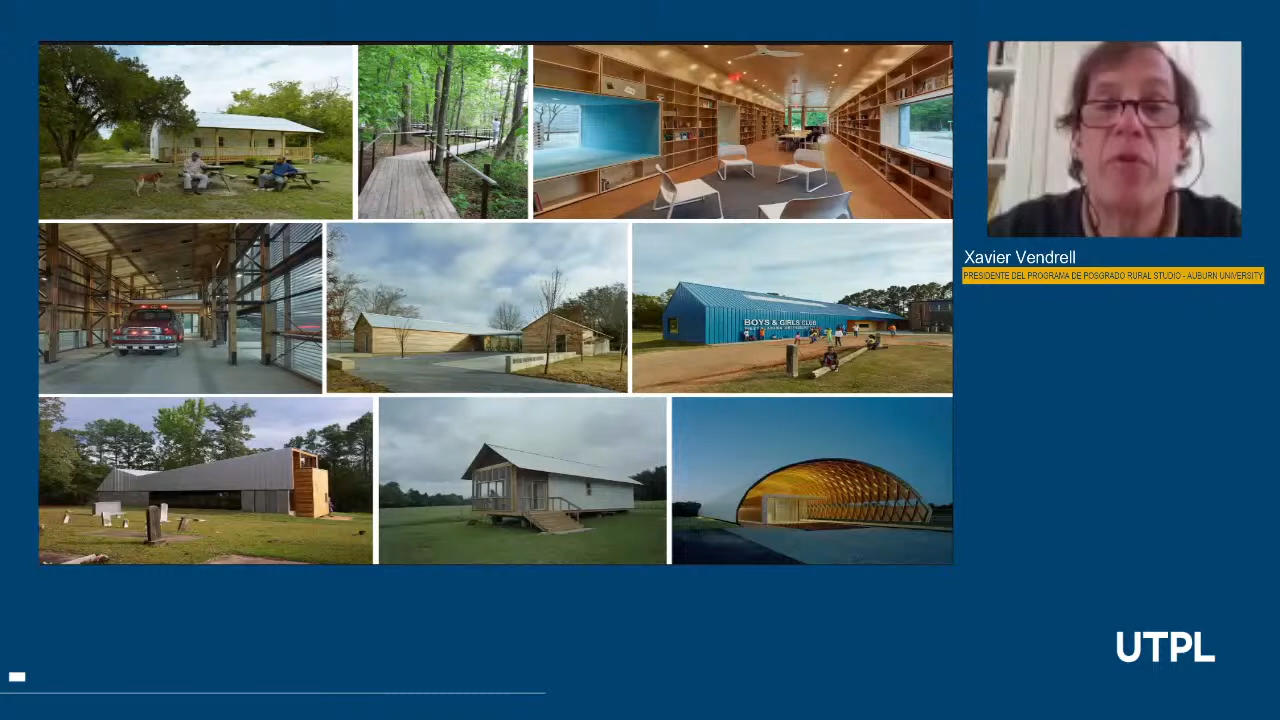 BOYS & GIRLS CLUB
Xavier Vendrell
PRESIDENTE DEL PROGRAMA DE POSGRADO RURAL STUDIO - AUBURN UNIVERSITY
UTPL